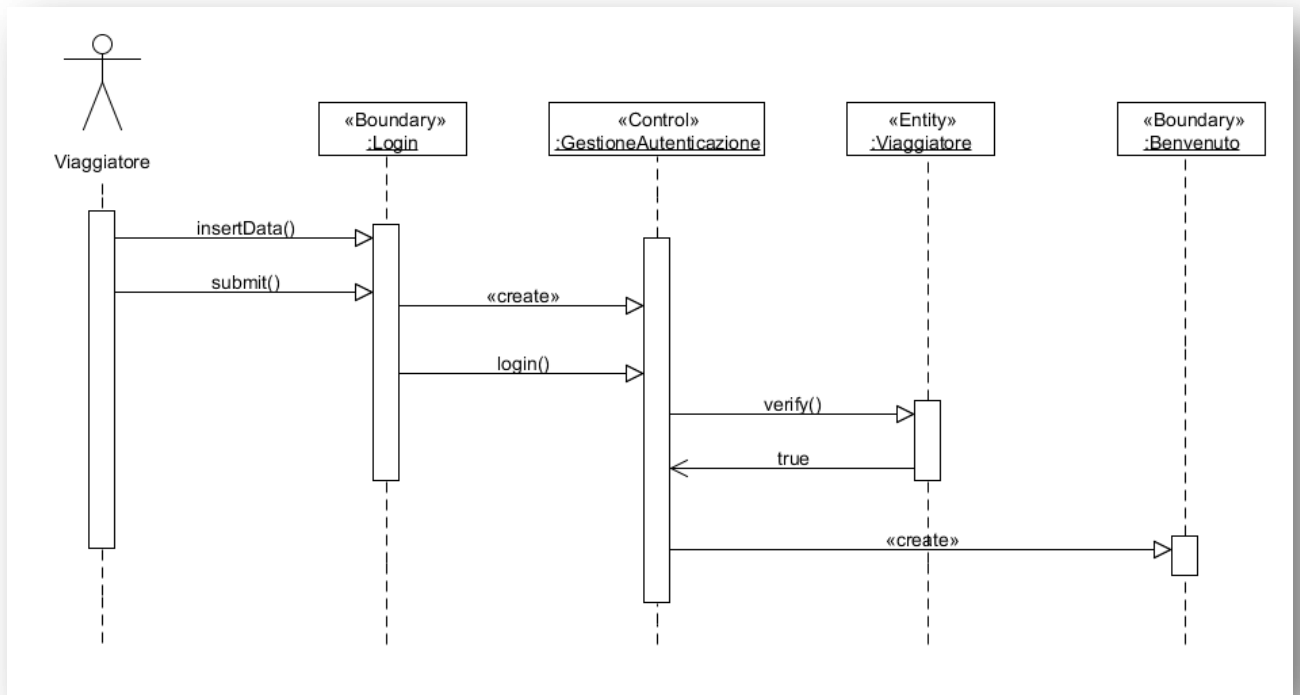 «Boundary»
:Login
«Control»
:GestioneAutenticazione
«Entity»
:Viaggiatore
«Boundary»
:Benvenuto
Viaggiatore
insertData()
submit()
«create»
login()
verify()
true
«create»